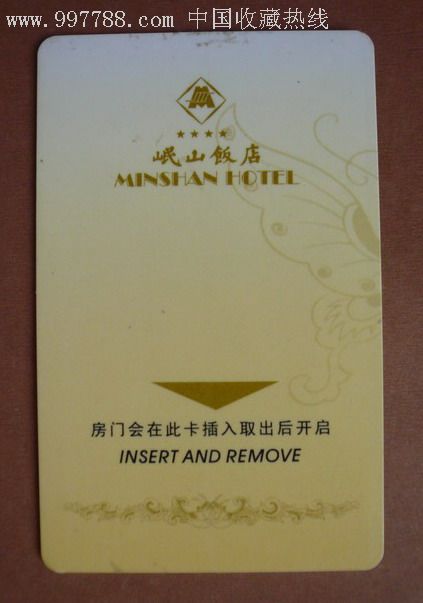 www.997788.com 中国收藏热线
★★★★
岷山飯店
MINSHAN HOTEL
房门会在此卡插入取出后开启
INSERT AND REMOVE